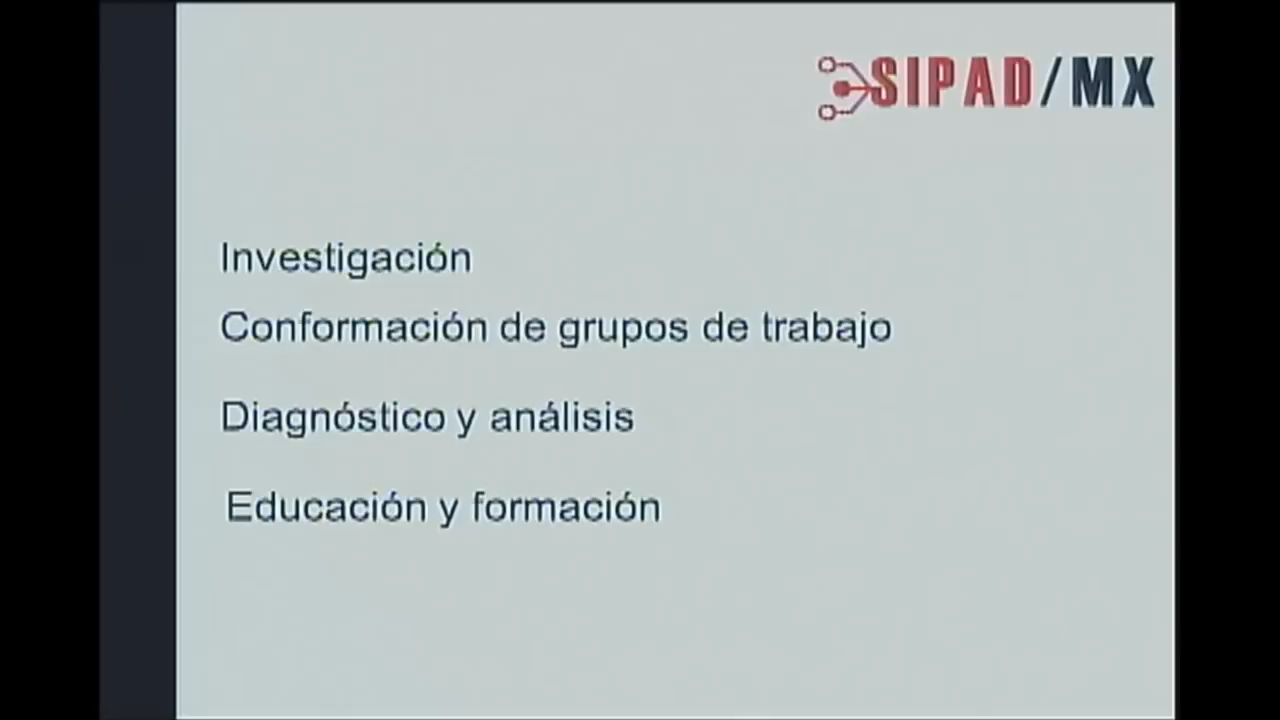 SIPAD/MX
Investigación
Conformación de grupos de trabajo
Diagnóstico y análisis
Educación y formación